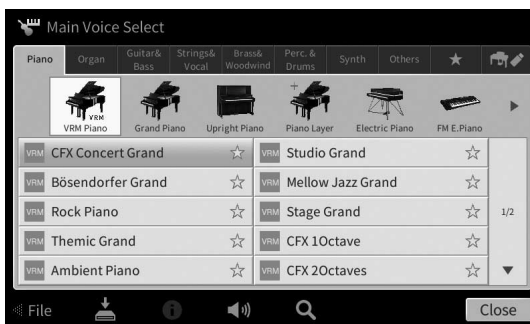 Main Voice Select
Piano
Organ
Guitar&
Bass
Strings&
Vocal
Brass&
Woodwind
Perc. &
Drums
Synth
Others
VRM
VRM Piano
Grand Piano
Upright Piano
Piano Layer
Electric Piano
FM E.Piano
VRM CFX Concert Grand
VRM Studio Grand
VRM Bösendorfer Grand
VRM Mellow Jazz Grand
VRM Rock Piano
VRM Stage Grand
1/2
VRM Themic Grand
VRM CFX 1Octave
VRM Ambient Piano
VRM CFX 2Octaves
File
Close